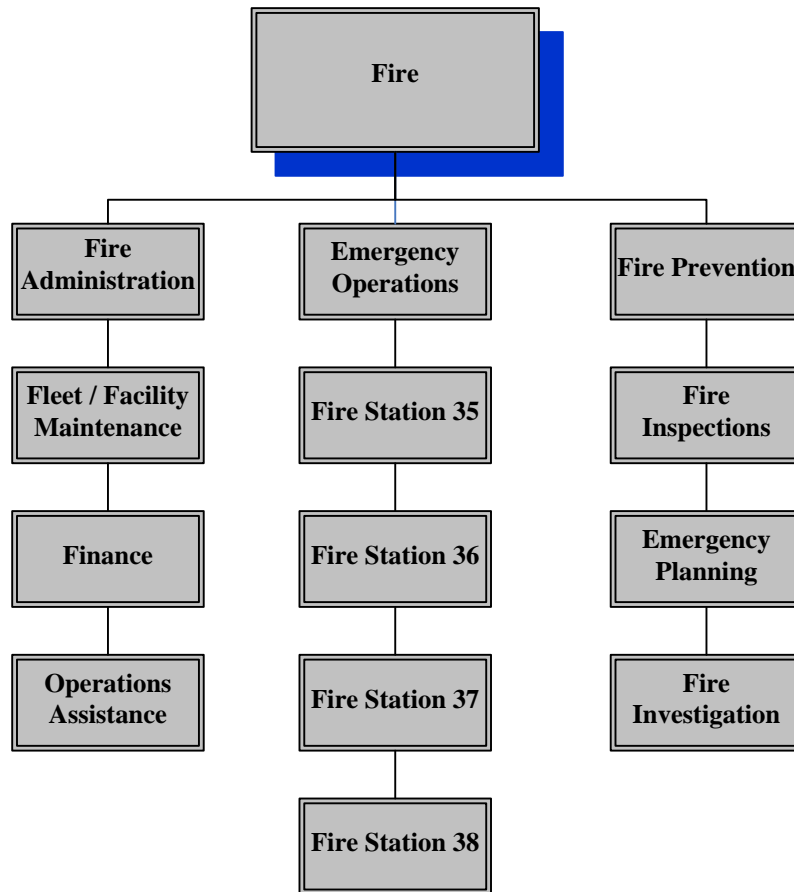 Fire
Fire
Administration
Emergency
Operations
Fire Prevention
Fleet / Facility
Maintenance
Fire Station 35
Fire
Inspections
Finance
Fire Station 36
Emergency
Planning
Operations
Assistance
Fire Station 37
Fire
Investigation
Fire Station 38